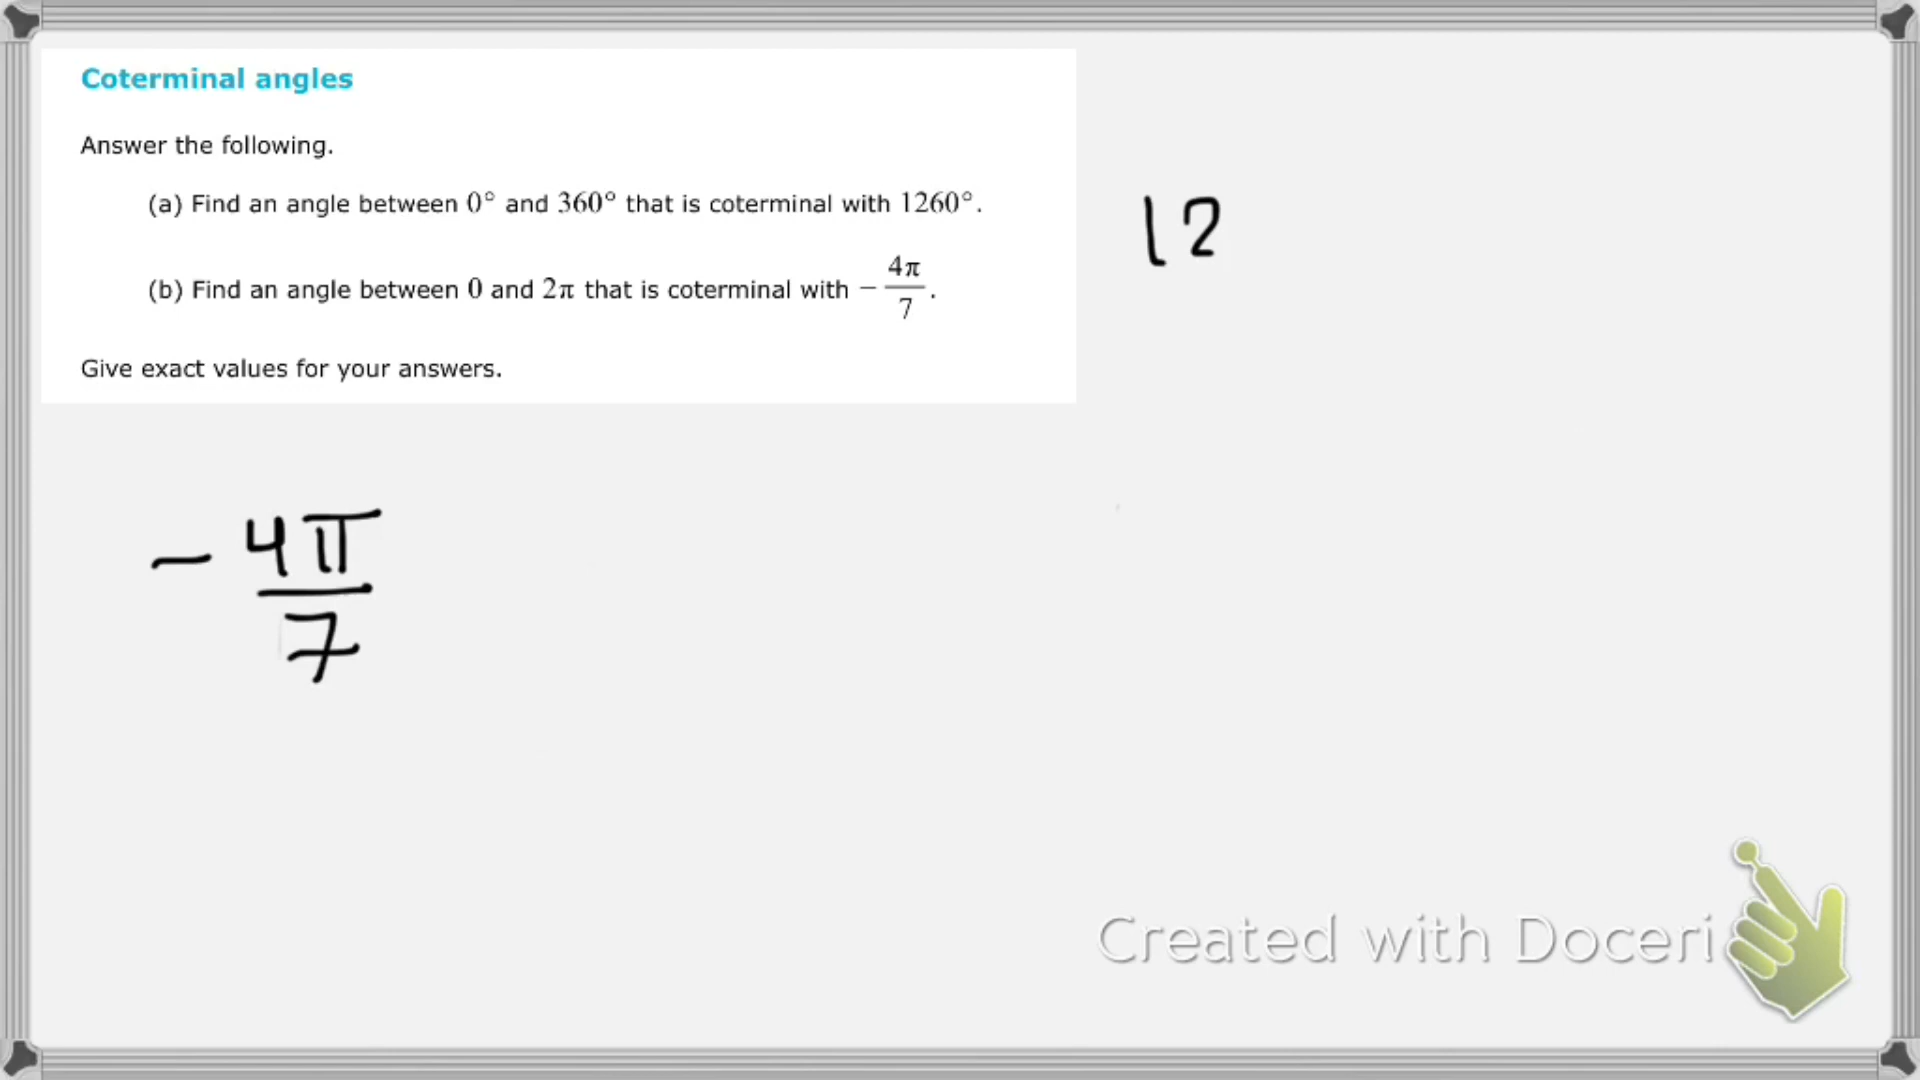 Coterminal angles
Answer the following.
(a) Find an angle between 0° and 360° that is coterminal with 1260°.
(b) Find an angle between 0 and 2π that is coterminal with −4π/7.
Give exact values for your answers.
12
−4π/7
Created with Doceri